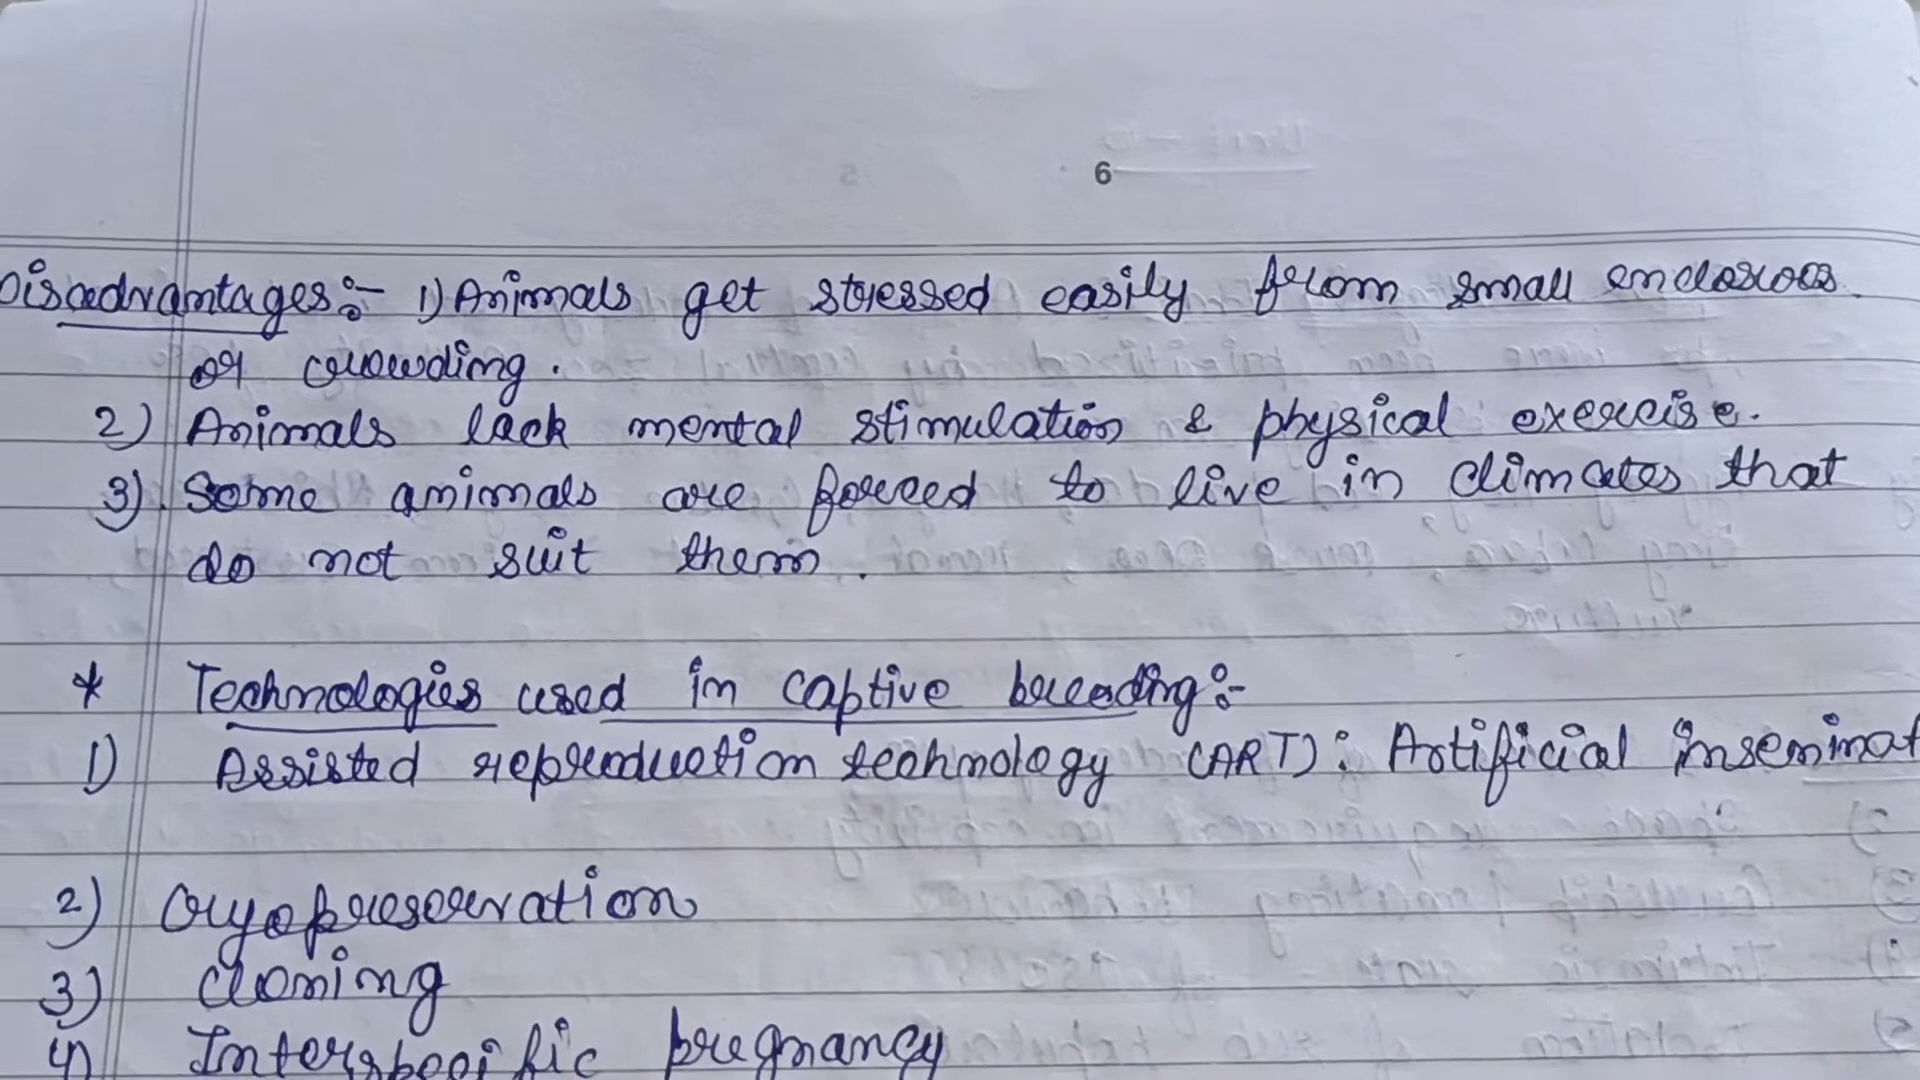 6
Disadvantages:- 1) Animals get stressed easily from small enclosures
or crowding.
2) Animals lack mental stimulation & physical exercise.
3) Some animals are forced to live in climates that
do not suit them.
* Technologies used in captive breeding:-
1) Assisted reproduction technology (ART): Artificial inseminat
2) Cryopreservation
3) Cloning
4) Interspecific pregnancy